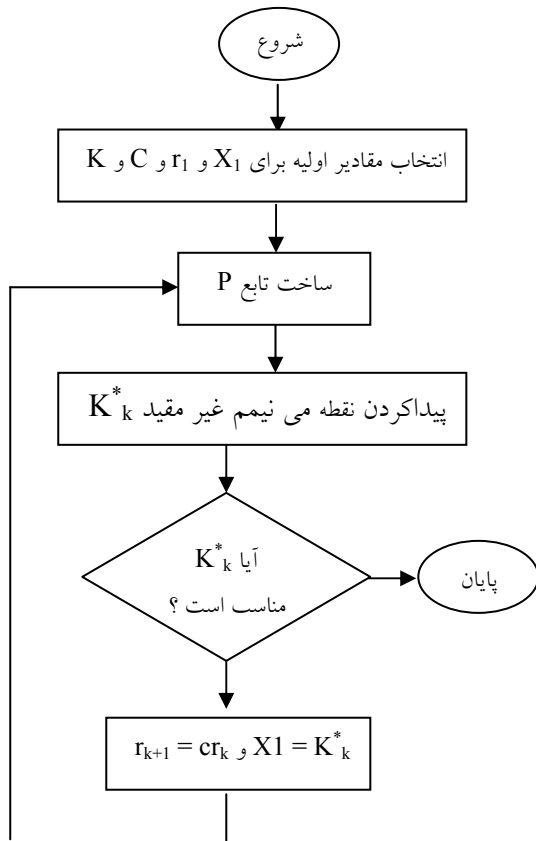 شروع
انتخاب مقادیر اولیه برای X₁ و r₁ و C و K
ساخت تابع P
پیداکردن نقطه می نیمم غیر مقید K*ₖ
آیا K*ₖ
مناسب است ؟
پایان
rₖ₊₁ = crₖ و X1 = K*ₖ